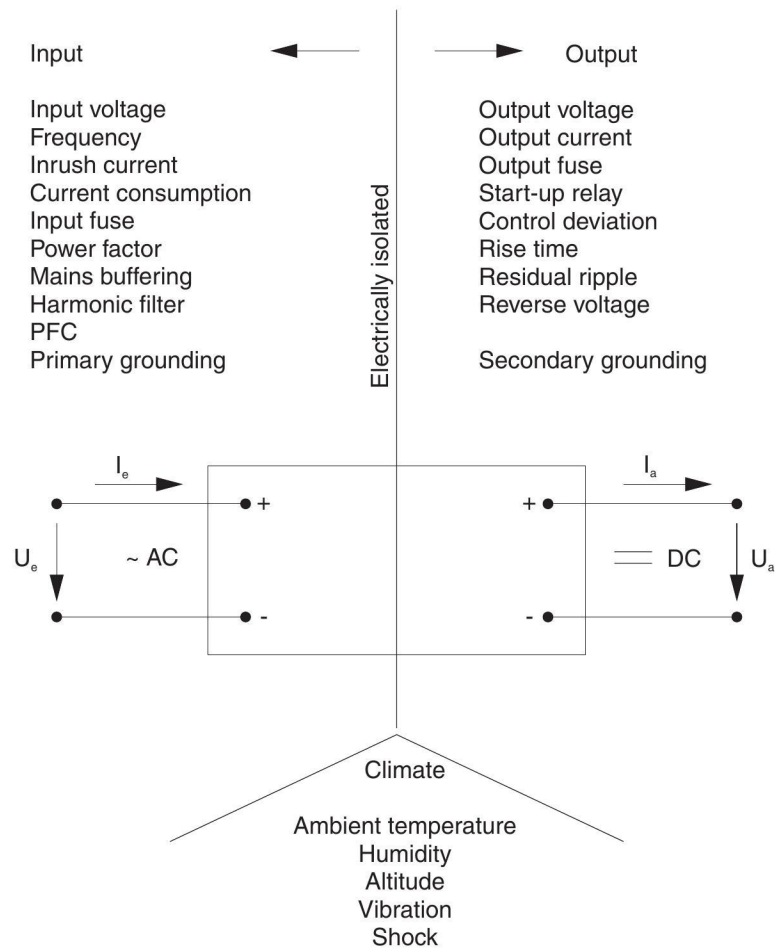 Input
Output
Input voltage
Frequency
Inrush current
Current consumption
Input fuse
Power factor
Mains buffering
Harmonic filter
PFC
Primary grounding
Electrically isolated
Output voltage
Output current
Output fuse
Start-up relay
Control deviation
Rise time
Residual ripple
Reverse voltage
Secondary grounding
Ie
Ia
+
+
Ue
~ AC
DC
Ua
-
-
Climate
Ambient temperature
Humidity
Altitude
Vibration
Shock